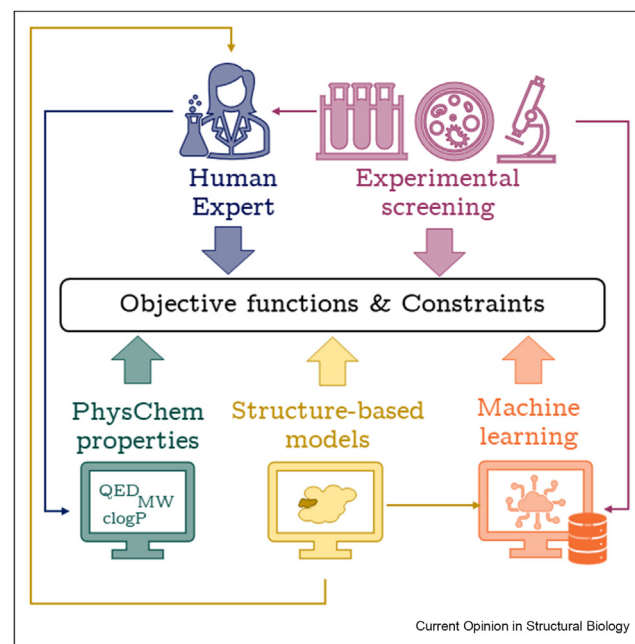 Human
Expert
Experimental
screening
Objective functions & Constraints
PhysChem
properties
Structure-based
models
Machine
learning
QED
MW
clogP
Current Opinion in Structural Biology